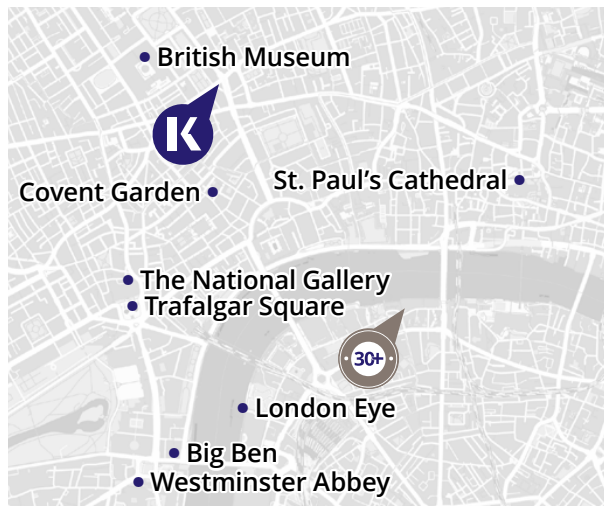 British Museum
K
Covent Garden
St. Paul's Cathedral
The National Gallery
Trafalgar Square
30+
London Eye
Big Ben
Westminster Abbey